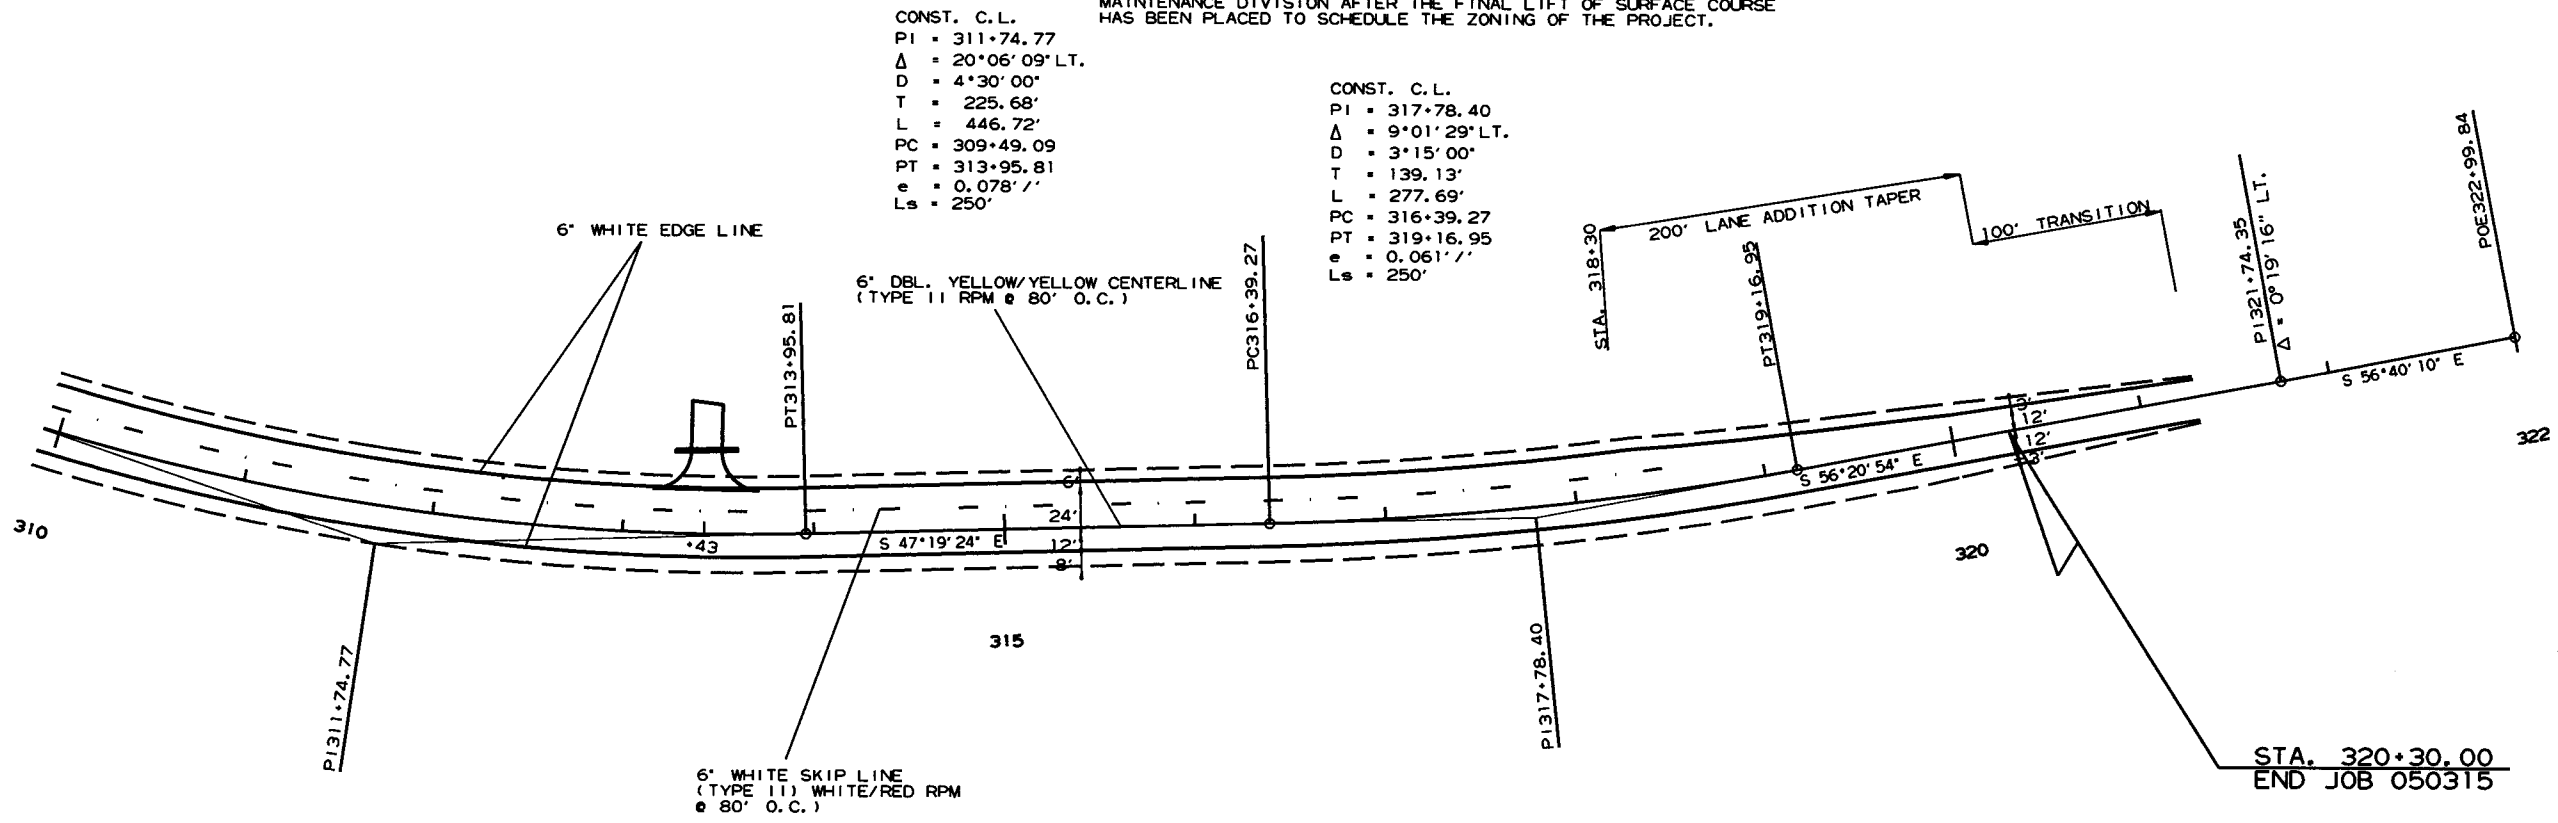 MAINTENANCE DIVISION AFTER THE FINAL LIFT OF SURFACE COURSE
HAS BEEN PLACED TO SCHEDULE THE ZONING OF THE PROJECT.
CONST. C.L.
PI = 311+74.77
Δ = 20°06'09" LT.
D = 4°30'00"
T = 225.68'
L = 446.72'
PC = 309+49.09
PT = 313+95.81
e = 0.078'/'
Ls = 250'
CONST. C.L.
PI = 317+78.40
Δ = 9°01'29" LT.
D = 3°15'00"
T = 139.13'
L = 277.69'
PC = 316+39.27
PT = 319+16.95
e = 0.061'/'
Ls = 250'
6" WHITE EDGE LINE
6" DBL. YELLOW/YELLOW CENTERLINE
(TYPE II RPM @ 80' O.C.)
PT313+95.81
PC316+39.27
STA. 318+30
200' LANE ADDITION TAPER
100' TRANSITION
PT319+16.95
PI321+74.35
Δ = 0°19'16" LT.
POE322+99.84
S 56°40'10" E
3'
12'
12'
3'
S 56°20'54" E
6'
24'
12'
8'
S 47°19'24" E
+43
310
315
320
322
PI311+74.77
PI317+78.40
6" WHITE SKIP LINE
(TYPE II) WHITE/RED RPM
@ 80' O.C.)
STA. 320+30.00
END JOB 050315